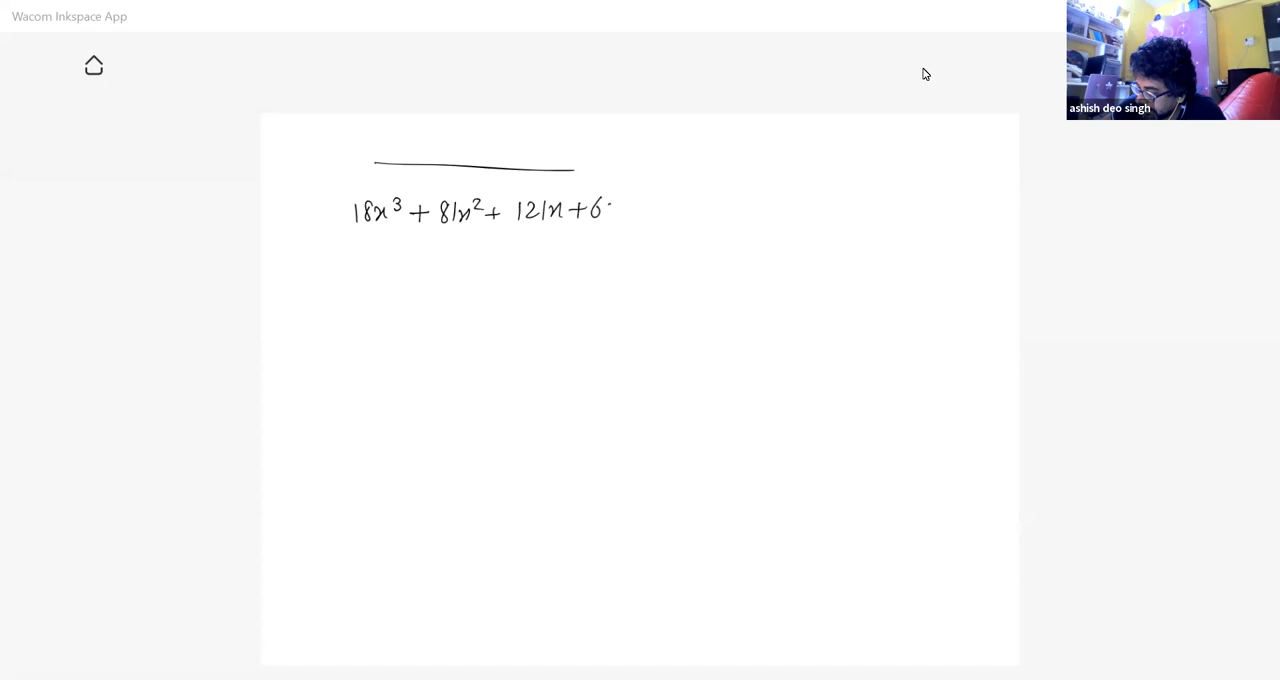 Wacom Inkspace App
ashish deo singh
18x³ + 81x² + 121x + 6